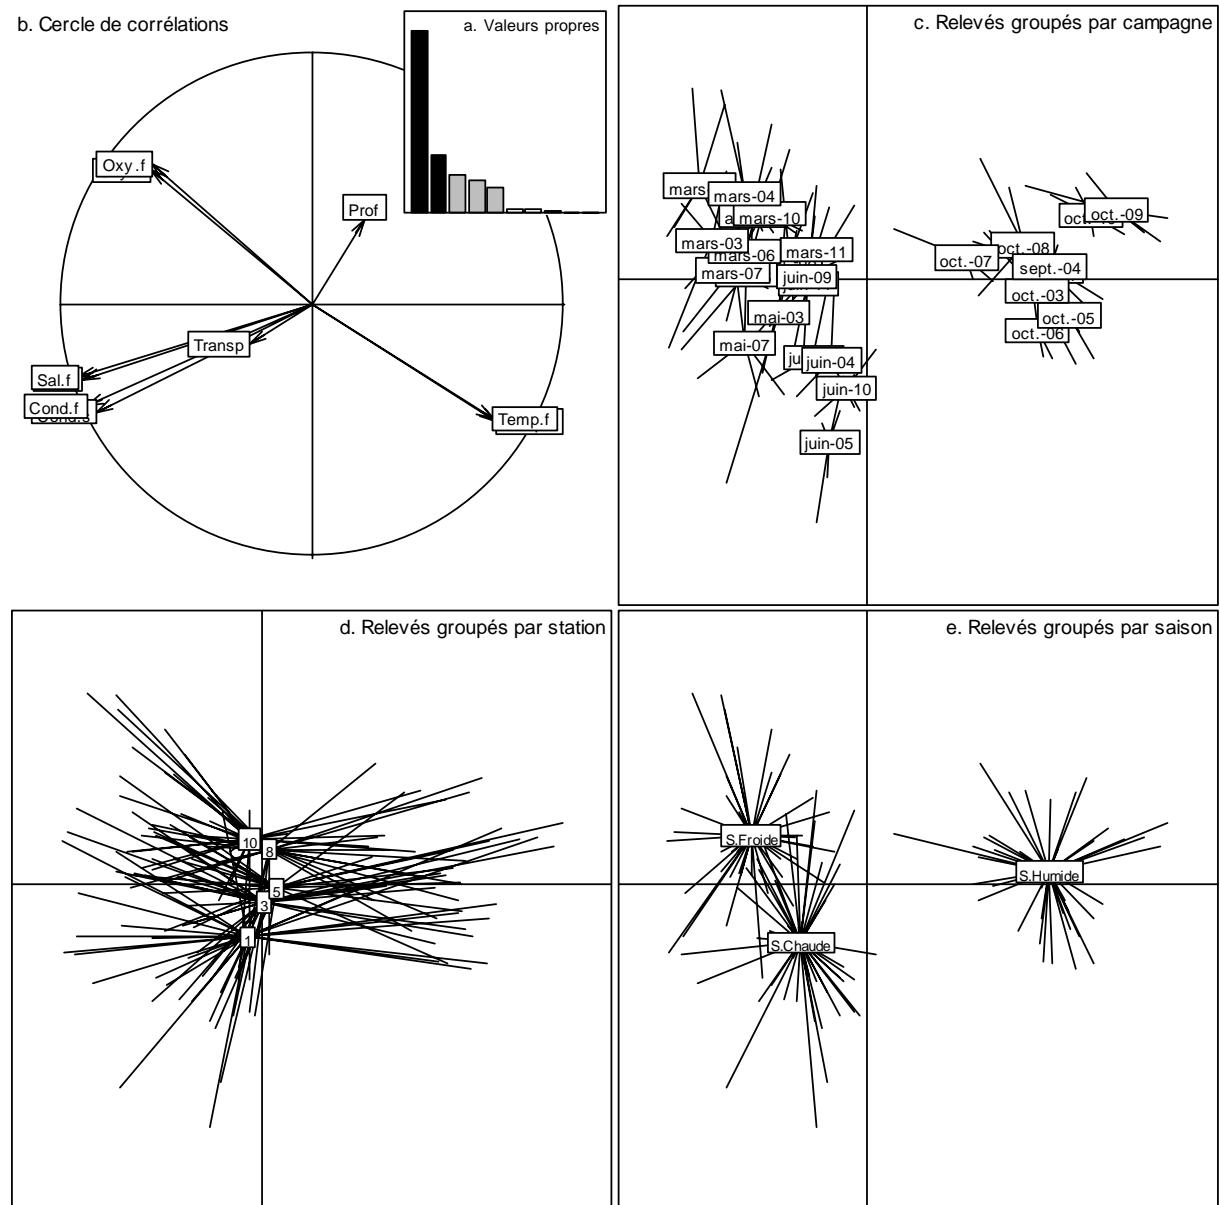 b. Cercle de corrélations
a. Valeurs propres
Oxy.f
Prof
Transp
Sal.f
Cond.f
Temp.f
c. Relevés groupés par campagne
mars
mars-04
mars-10
mars-03
mars-06
mars-11
mars-07
juin-09
mai-03
mai-07
juin-04
juin-10
juin-05
oct.-09
oct.-08
oct.-07
sept.-04
oct.-03
oct.-05
oct.-06
d. Relevés groupés par station
10
8
5
3
1
e. Relevés groupés par saison
S.Froide
S.Humide
S.Chaude